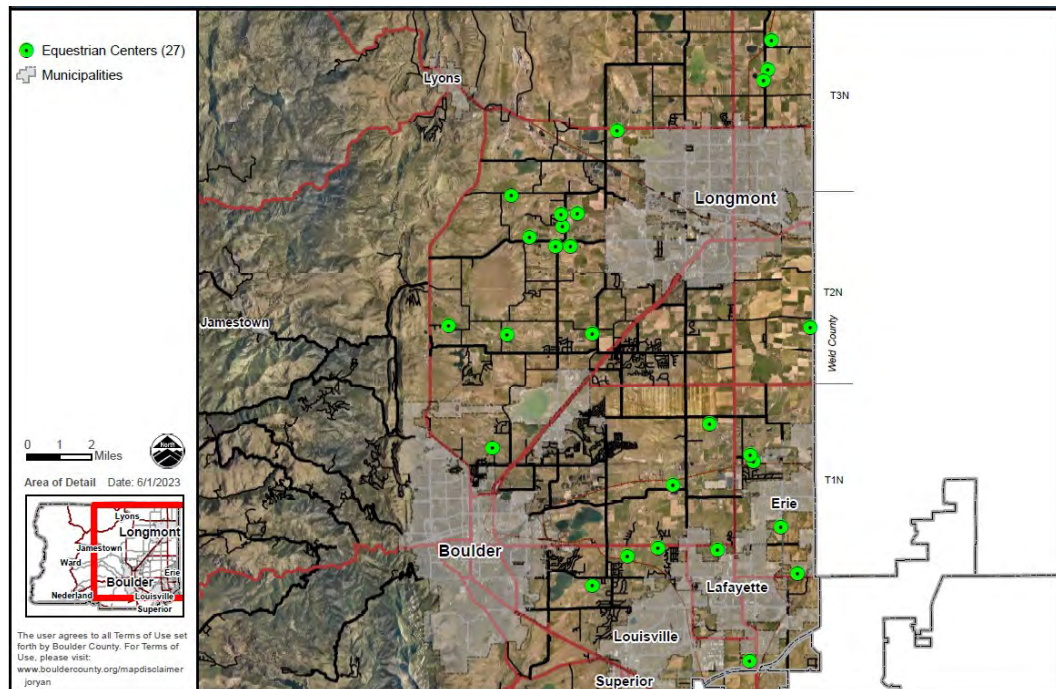 Equestrian Centers (27)
Municipalities
0 1 2
Miles
North
Area of Detail Date: 6/1/2023
Lyons
Longmont
Jamestown
Ward
Boulder
Erie
Nederland
Louisville
Superior
The user agrees to all Terms of Use set
forth by Boulder County. For Terms of
Use, please visit:
www.bouldercounty.org/mapdisclaimer
joryan
Lyons
T3N
Longmont
T2N
Jamestown
Weld County
T1N
Erie
Boulder
Lafayette
Louisville
Superior